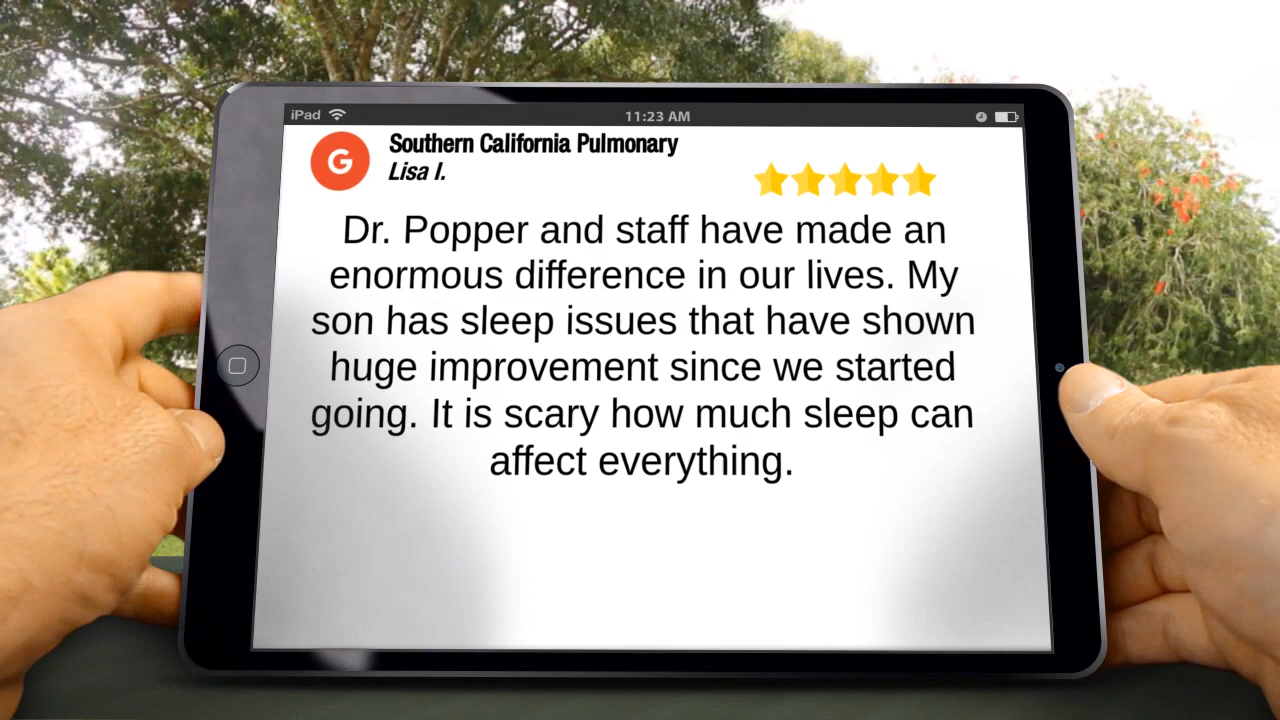 iPad 11:23 AM
G
Southern California Pulmonary
Lisa I.
Dr. Popper and staff have made an
enormous difference in our lives. My
son has sleep issues that have shown
huge improvement since we started
going. It is scary how much sleep can
affect everything.